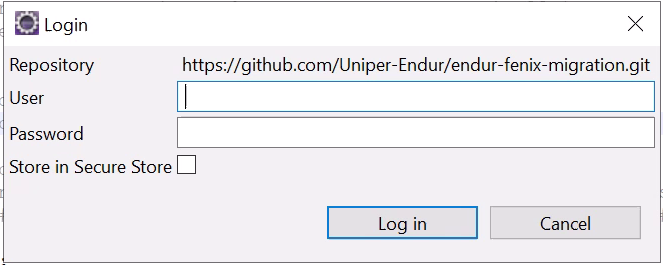 Login
Repository https://github.com/Uniper-Endur/endur-fenix-migration.git
User
Password
Store in Secure Store
Log in Cancel